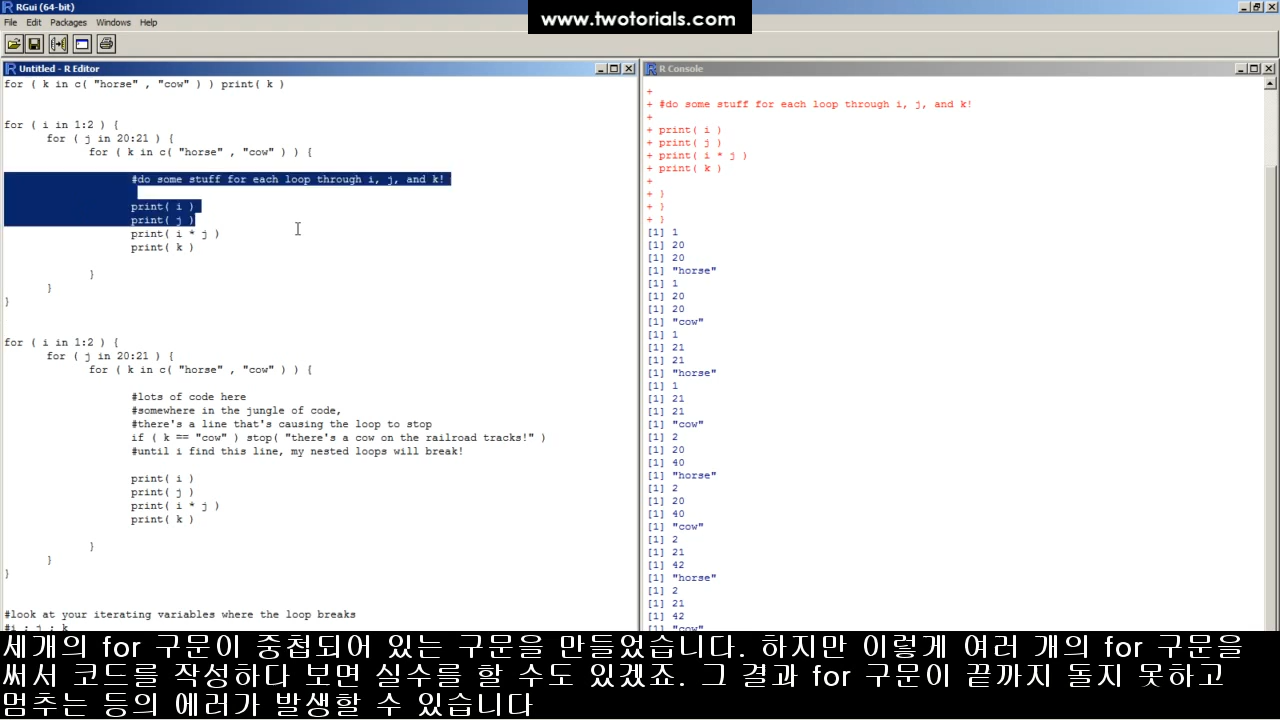 RGui (64-bit)
www.twotorials.com
File Edit Packages Windows Help
Untitled - R Editor
for ( k in c( "horse" , "cow" ) ) print( k )
for ( i in 1:2 ) {
for ( j in 20:21 ) {
for ( k in c( "horse" , "cow" ) ) {
#do some stuff for each loop through i, j, and k!
print( i )
print( j )
print( i * j )
print( k )
}
}
}
for ( i in 1:2 ) {
for ( j in 20:21 ) {
for ( k in c( "horse" , "cow" ) ) {
#lots of code here
#somewhere in the jungle of code,
#there's a line that's causing the loop to stop
if ( k == "cow" ) stop( "there's a cow on the railroad tracks!" )
#until i find this line, my nested loops will break!
print( i )
print( j )
print( i * j )
print( k )
}
}
}
#look at your iterating variables where the loop breaks
#i ; j ; k
R Console
+
+ #do some stuff for each loop through i, j, and k!
+
+ print( i )
+ print( j )
+ print( i * j )
+ print( k )
+
+ }
+ }
+ }
[1] 1
[1] 20
[1] 20
[1] "horse"
[1] 1
[1] 20
[1] 20
[1] "cow"
[1] 1
[1] 21
[1] 21
[1] "horse"
[1] 1
[1] 21
[1] 21
[1] "cow"
[1] 2
[1] 20
[1] 40
[1] "horse"
[1] 2
[1] 20
[1] 40
[1] "cow"
[1] 2
[1] 21
[1] 42
[1] "horse"
[1] 2
[1] 21
[1] 42
[1] "cow"
세개의 for 구문이 중첩되어 있는 구문을 만들었습니다. 하지만 이렇게 여러 개의 for 구문을
써서 코드를 작성하다 보면 실수를 할 수도 있겠죠. 그 결과 for 구문이 끝까지 돌지 못하고
멈추는 등의 에러가 발생할 수 있습니다